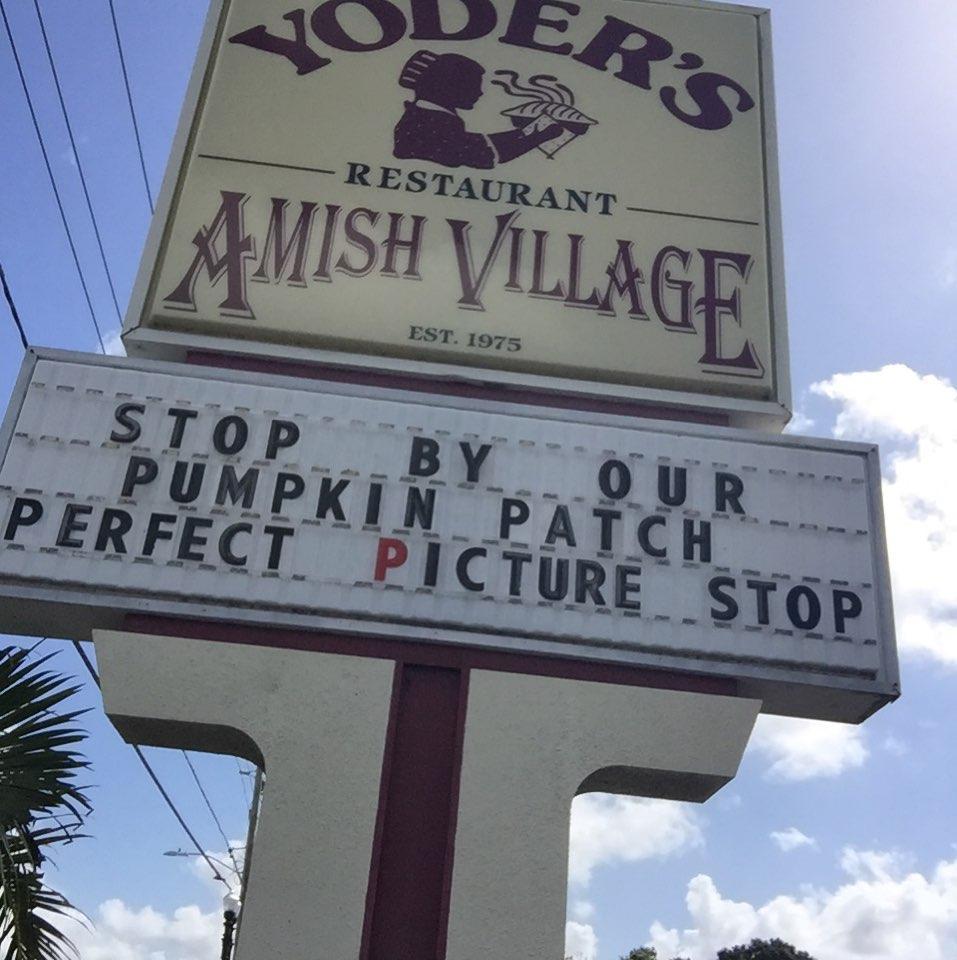 YODER'S
RESTAURANT
AMISH VILLAGE
EST. 1975
STOP BY OUR
PUMPKIN PATCH
PERFECT PICTURE STOP